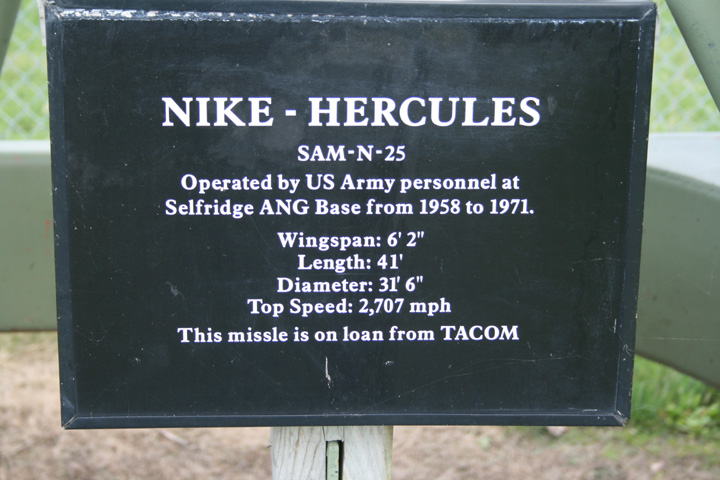 NIKE - HERCULES
SAM-N-25
Operated by US Army personnel at
Selfridge ANG Base from 1958 to 1971.
Wingspan: 6' 2"
Length: 41'
Diameter: 31' 6"
Top Speed: 2,707 mph
This missle is on loan from TACOM